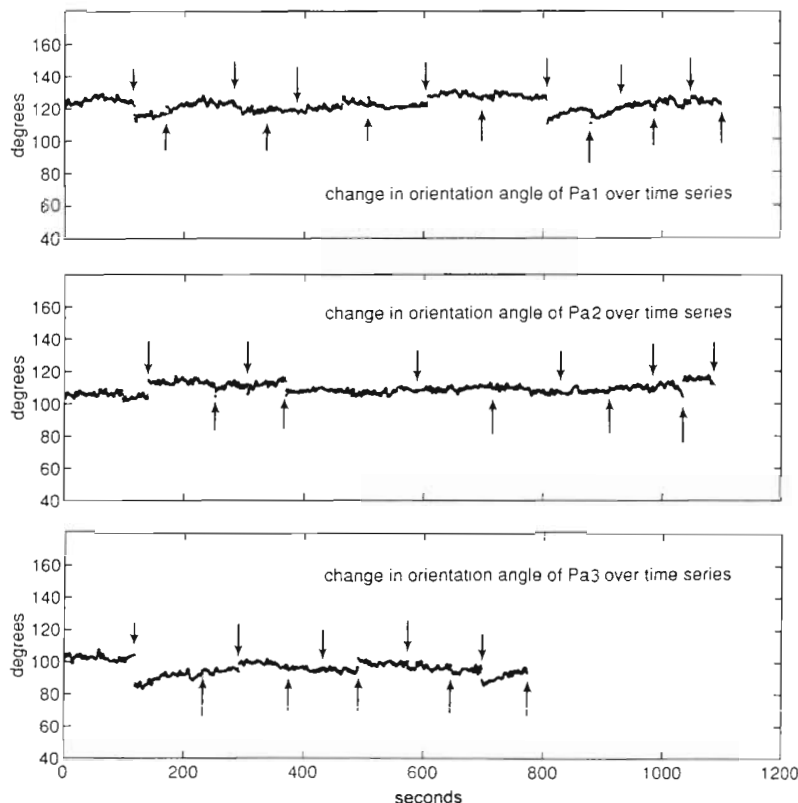 160
140
120
100
80
60
40
degrees
change in orientation angle of Pa1 over time series
160
140
120
100
80
60
40
degrees
change in orientation angle of Pa2 over time series
160
140
120
100
80
60
40
degrees
change in orientation angle of Pa3 over time series
0 200 400 600 800 1000 1200
seconds